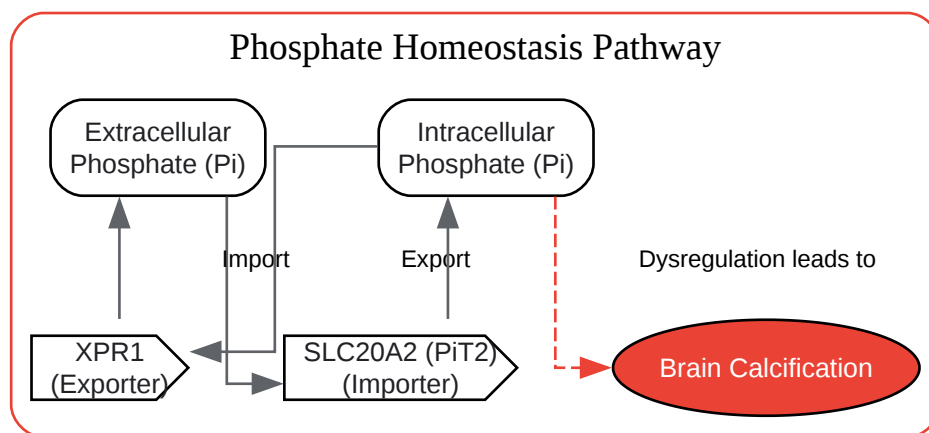 Phosphate Homeostasis Pathway
Extracellular
Phosphate (Pi)
Intracellular
Phosphate (Pi)
Import
Export
Dysregulation leads to
XPR1
(Exporter)
SLC20A2 (PiT2)
(Importer)
Brain Calcification